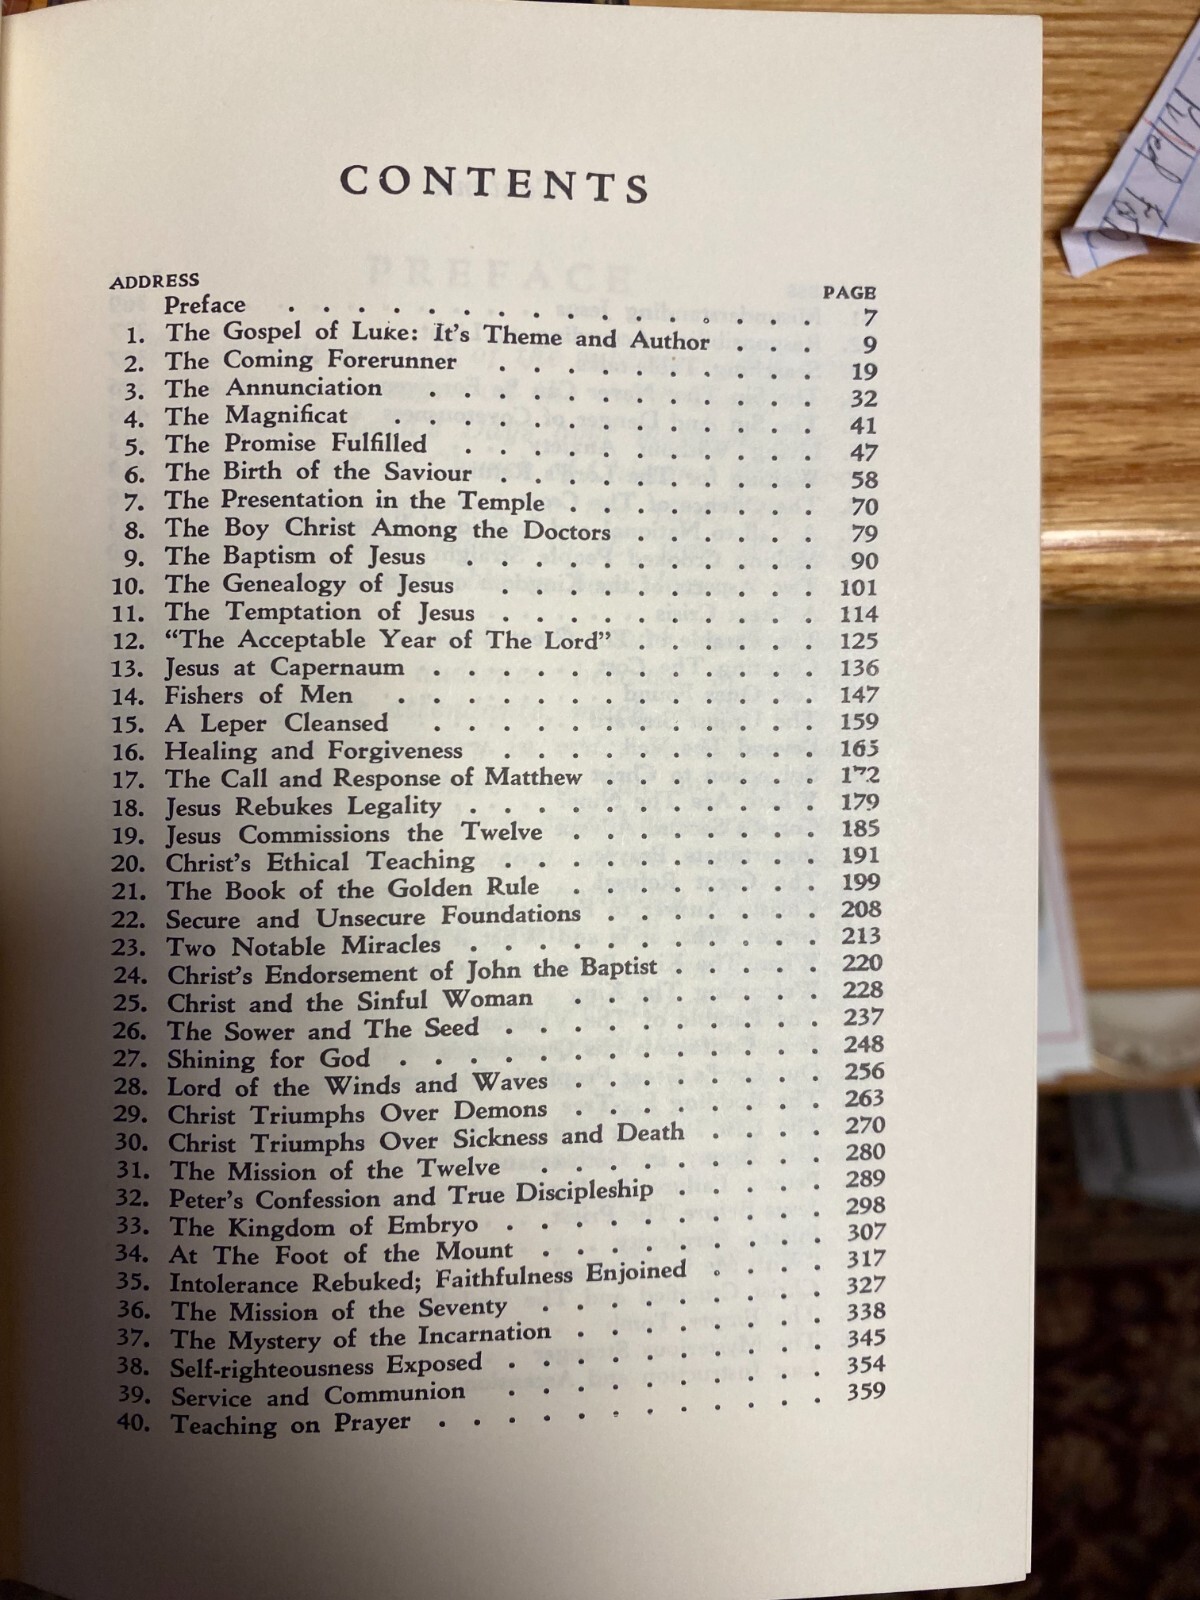 CONTENTS
ADDRESS PAGE
Preface . . . . . . . . . . . . . . . 7
1. The Gospel of Luke: It's Theme and Author . . . 9
2. The Coming Forerunner . . . . . . . . . 19
3. The Annunciation . . . . . . . . . . . 32
4. The Magnificat . . . . . . . . . . . . 41
5. The Promise Fulfilled . . . . . . . . . . 47
6. The Birth of the Saviour . . . . . . . . . 58
7. The Presentation in the Temple . . . . . . . 70
8. The Boy Christ Among the Doctors . . . . . . 79
9. The Baptism of Jesus . . . . . . . . . . 90
10. The Genealogy of Jesus . . . . . . . . . 101
11. The Temptation of Jesus . . . . . . . . . 114
12. “The Acceptable Year of The Lord” . . . . . . 125
13. Jesus at Capernaum . . . . . . . . . . . 136
14. Fishers of Men . . . . . . . . . . . . 147
15. A Leper Cleansed . . . . . . . . . . . 159
16. Healing and Forgiveness . . . . . . . . . 165
17. The Call and Response of Matthew . . . . . . 172
18. Jesus Rebukes Legality . . . . . . . . . . 179
19. Jesus Commissions the Twelve . . . . . . . 185
20. Christ's Ethical Teaching . . . . . . . . . 191
21. The Book of the Golden Rule . . . . . . . 199
22. Secure and Unsecure Foundations . . . . . . 208
23. Two Notable Miracles . . . . . . . . . . 213
24. Christ's Endorsement of John the Baptist . . . . 220
25. Christ and the Sinful Woman . . . . . . . 228
26. The Sower and The Seed . . . . . . . . . 237
27. Shining for God . . . . . . . . . . . . 248
28. Lord of the Winds and Waves . . . . . . . 256
29. Christ Triumphs Over Demons . . . . . . . 263
30. Christ Triumphs Over Sickness and Death . . . . 270
31. The Mission of the Twelve . . . . . . . . 280
32. Peter's Confession and True Discipleship . . . . 289
33. The Kingdom of Embryo . . . . . . . . . 298
34. At The Foot of the Mount . . . . . . . . 307
35. Intolerance Rebuked; Faithfulness Enjoined . . . . 317
36. The Mission of the Seventy . . . . . . . . 327
37. The Mystery of the Incarnation . . . . . . . 338
38. Self-righteousness Exposed . . . . . . . . . 345
39. Service and Communion . . . . . . . . . 354
40. Teaching on Prayer . . . . . . . . . . . 359